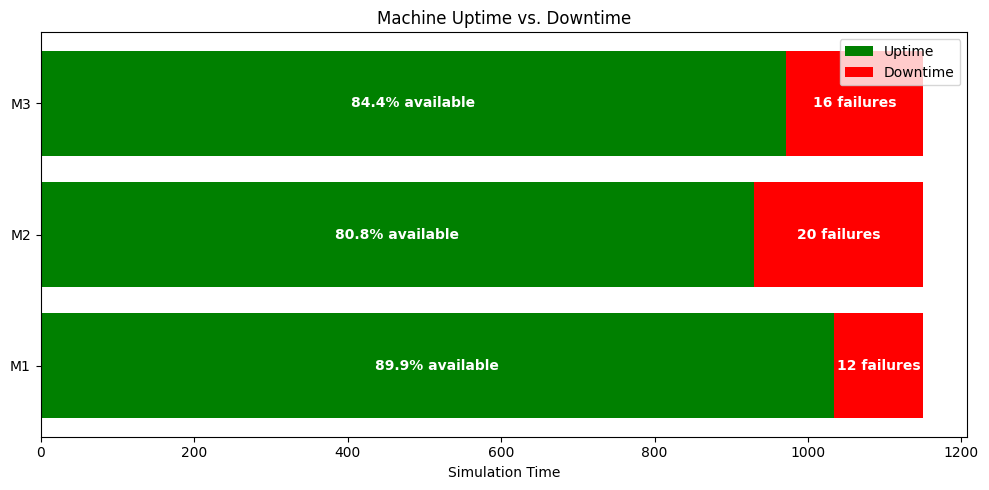 Machine Uptime vs. Downtime
Uptime
Downtime
M3
84.4% available
16 failures
M2
80.8% available
20 failures
M1
89.9% available
12 failures
0 200 400 600 800 1000 1200
Simulation Time